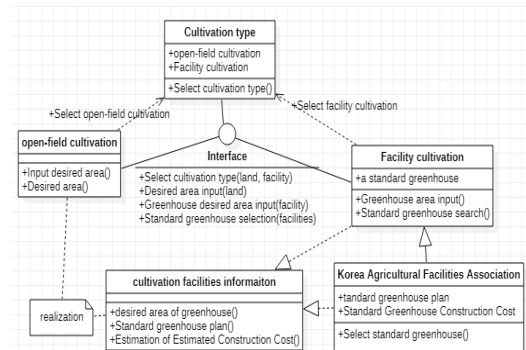 Cultivation type
+open-field cultivation
+Facility cultivation
+Select cultivation type()
+Select open-field cultivation
+Select facility cultivation
open-field cultivation
+Input desired area()
+Desired area()
Interface
+Select cultivation type(land, facility)
+Desired area input(land)
+Greenhouse desired area input(facility)
+Standard greenhouse selection(facilities)
Facility cultivation
+a standard greenhouse
+Greenhouse area input()
+Standard greenhouse search()
cultivation facilities informaiton
+desired area of greenhouse()
+Standard greenhouse plan()
+Estimation of Estimated Construction Cost()
Korea Agricultural Facilities Association
+tandard greenhouse plan
+Standard Greenhouse Construction Cost
+Select standard greenhouse()
realization